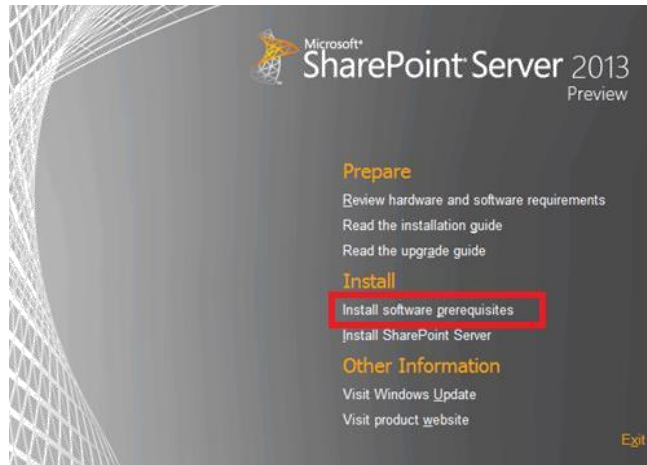 Microsoft®
SharePoint® Server 2013
Preview
Prepare
Review hardware and software requirements
Read the installation guide
Read the upgrade guide
Install
Install software prerequisites
Install SharePoint Server
Other Information
Visit Windows Update
Visit product website
Exit